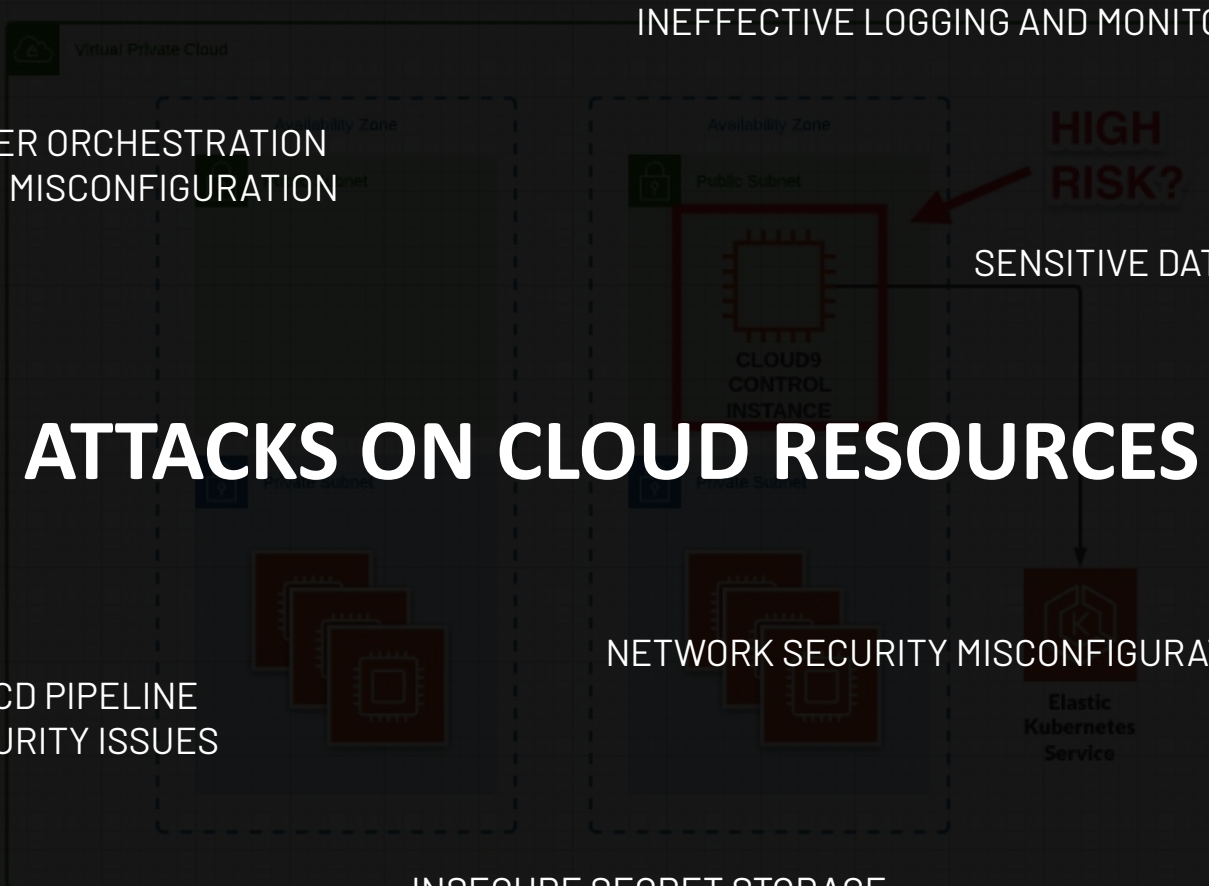 INEFFECTIVE LOGGING AND MONITO
Virtual Private Cloud
ER ORCHESTRATION
MISCONFIGURATION
Availability Zone
Availability Zone
HIGH
RISK?
Public Subnet
SENSITIVE DAT
CLOUD9
CONTROL
INSTANCE
ATTACKS ON CLOUD RESOURCES
Private Subnet
Private Subnet
NETWORK SECURITY MISCONFIGURA
CD PIPELINE
URITY ISSUES
Elastic
Kubernetes
Service
INSECURE SECRET STORAGE